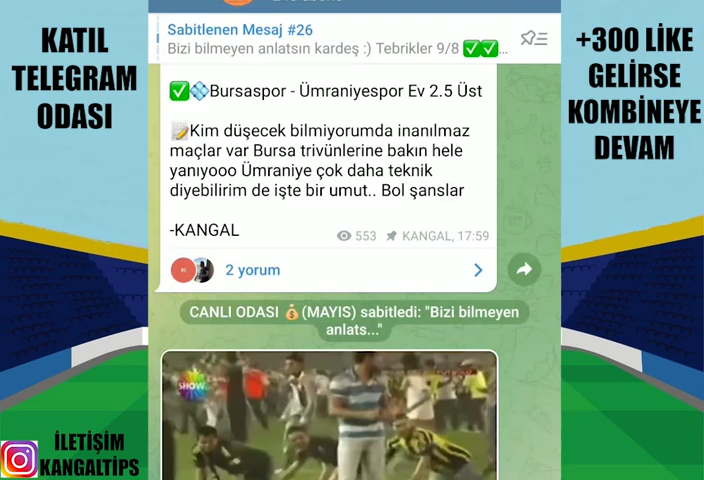 KATIL
TELEGRAM
ODASI
Sabitlenen Mesaj #26
Bizi bilmeyen anlatsın kardeş :) Tebrikler 9/8 ✅✅...
+300 LİKE
GELİRSE
KOMBİNEYE
DEVAM
✅💠Bursaspor - Ümraniyespor Ev 2.5 Üst
📝Kim düşecek bilmiyorumda inanılmaz
maçlar var Bursa trivünlerine bakın hele
yanıyooo Ümraniye çok daha teknik
diyebilirim de işte bir umut.. Bol şanslar
-KANGAL
553
KANGAL, 17:59
2 yorum
CANLI ODASI 💰(MAYIS) sabitledi: "Bizi bilmeyen
anlats..."
SHOW
İLETİŞİM
KANGALTİPS